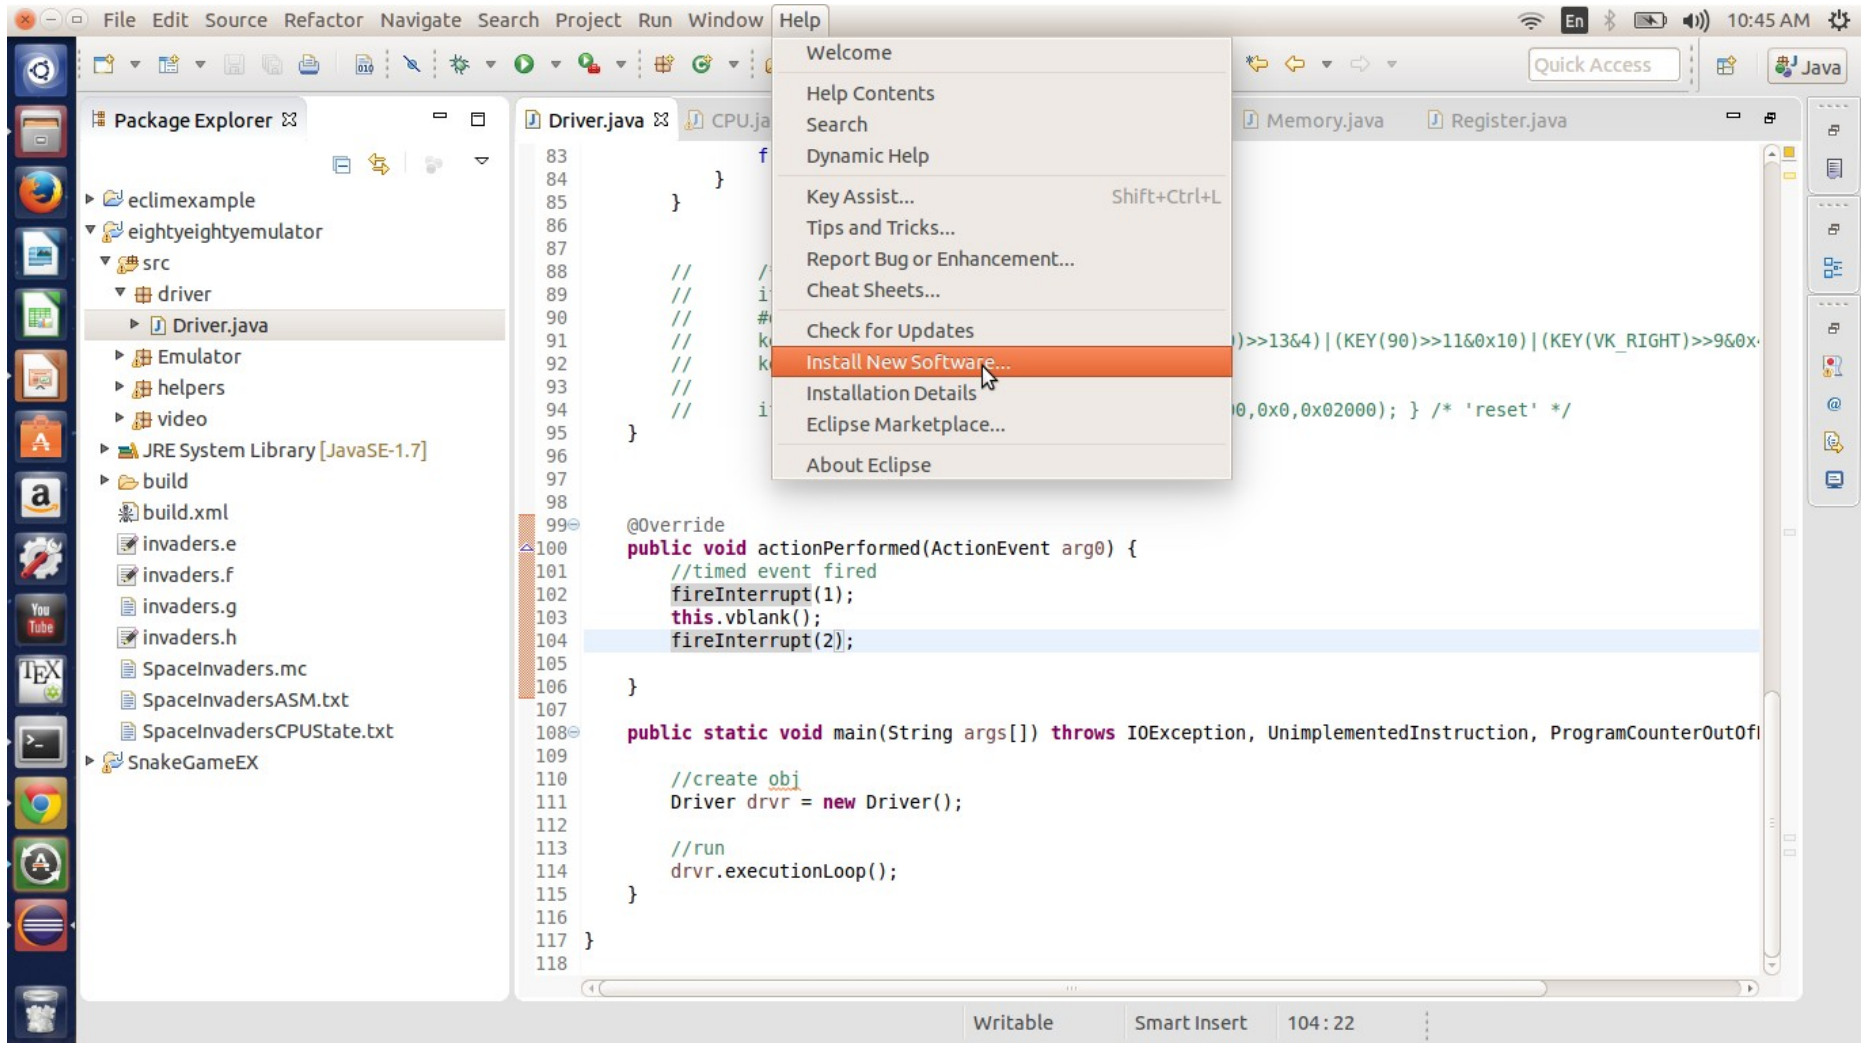 File Edit Source Refactor Navigate Search Project Run Window Help
En 10:45 AM
Quick Access Java
Welcome
Help Contents
Search
Dynamic Help
Key Assist... Shift+Ctrl+L
Tips and Tricks...
Report Bug or Enhancement...
Cheat Sheets...
Check for Updates
Install New Software...
Installation Details
Eclipse Marketplace...
About Eclipse
Package Explorer
eclimexample
eightyeightyemulator
src
driver
Driver.java
Emulator
helpers
video
JRE System Library [JavaSE-1.7]
build
build.xml
invaders.e
invaders.f
invaders.g
invaders.h
SpaceInvaders.mc
SpaceInvadersASM.txt
SpaceInvadersCPUState.txt
SnakeGameEX
a
You
Tube
TEX
Driver.java CPU.ja Memory.java Register.java
83 f
84 }
85 }
86
87
88 //
89 // i
90 // #
91 // k )>>13&4)|(KEY(90)>>11&0x10)|(KEY(VK_RIGHT)>>9&0x
92 // k
93 //
94 // i 00,0x0,0x02000); } /* 'reset' */
95 }
96
97
98
99 @Override
100 public void actionPerformed(ActionEvent arg0) {
101 //timed event fired
102 fireInterrupt(1);
103 this.vblank();
104 fireInterrupt(2);
105
106 }
107
108 public static void main(String args[]) throws IOException, UnimplementedInstruction, ProgramCounterOutOf
109
110 //create obj
111 Driver drvr = new Driver();
112
113 //run
114 drvr.executionLoop();
115 }
116
117 }
118
Writable Smart Insert 104 : 22